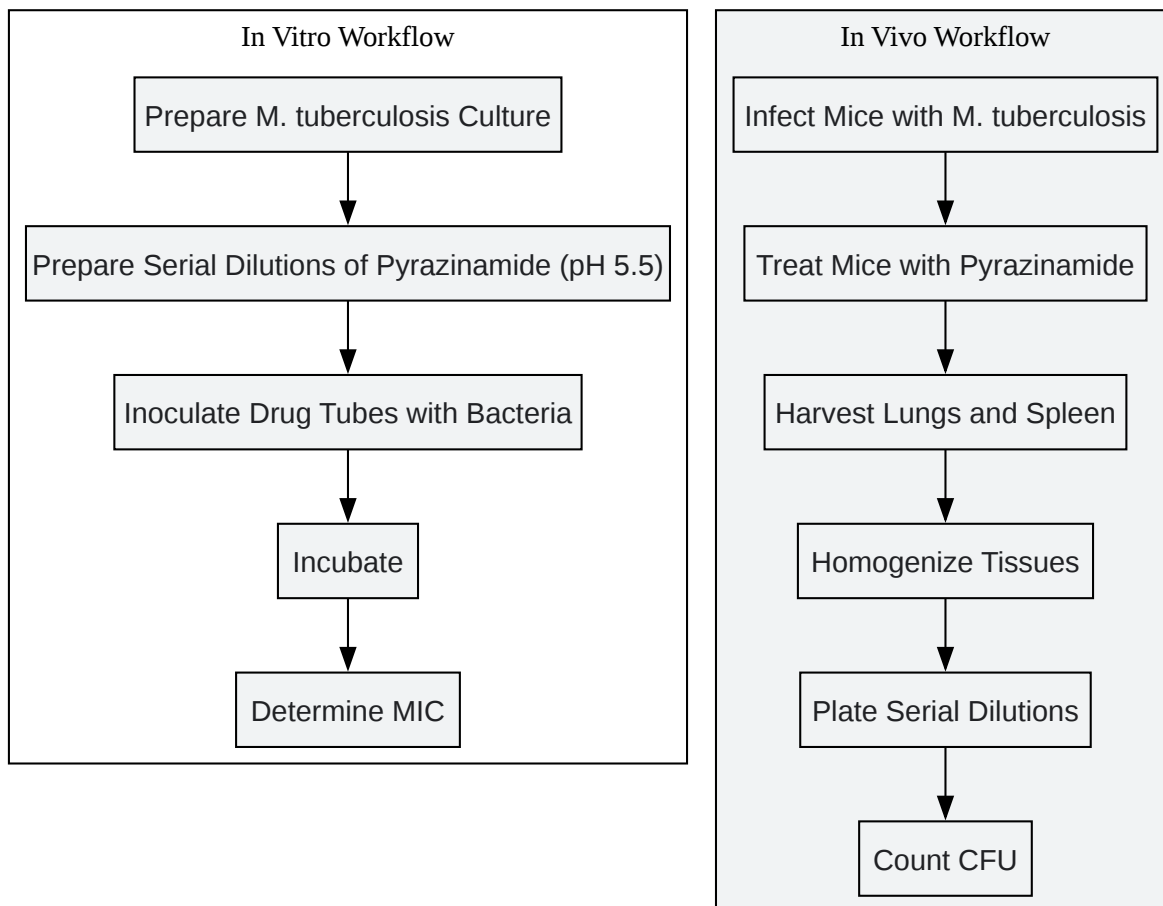 In Vitro Workflow
Prepare M. tuberculosis Culture
Prepare Serial Dilutions of Pyrazinamide (pH 5.5)
Inoculate Drug Tubes with Bacteria
Incubate
Determine MIC
In Vivo Workflow
Infect Mice with M. tuberculosis
Treat Mice with Pyrazinamide
Harvest Lungs and Spleen
Homogenize Tissues
Plate Serial Dilutions
Count CFU